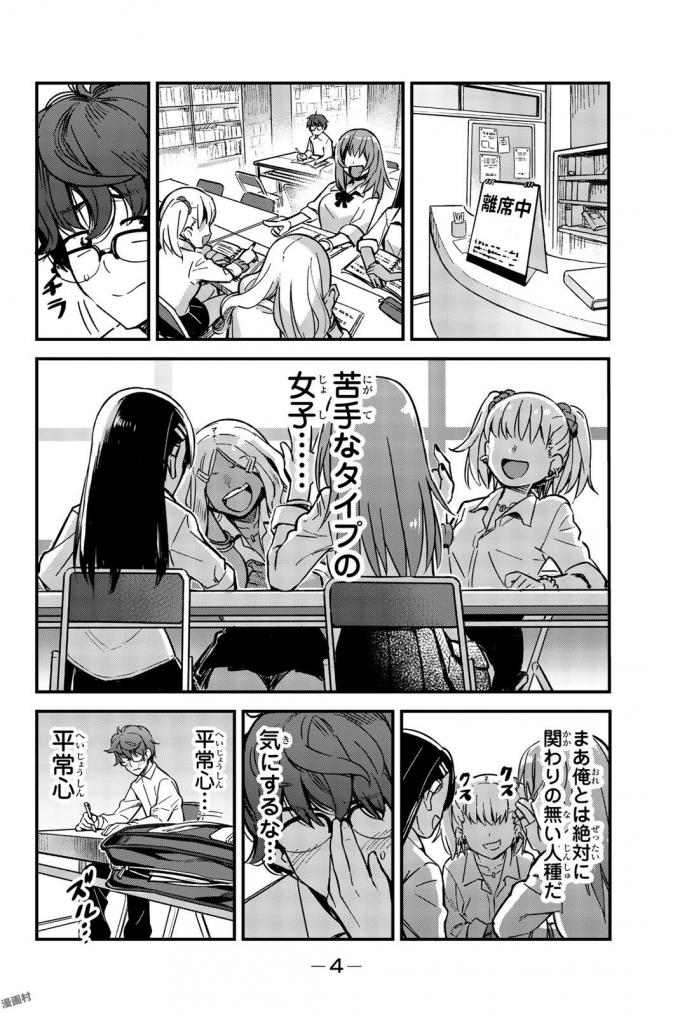 離席中
チラ
苦手なタイプの
女子……
まあ俺とは絶対に
関わりの無い人種だ
クス
クス
気にするな…
平常心…
平常心
ズル…
―4―
漫画村